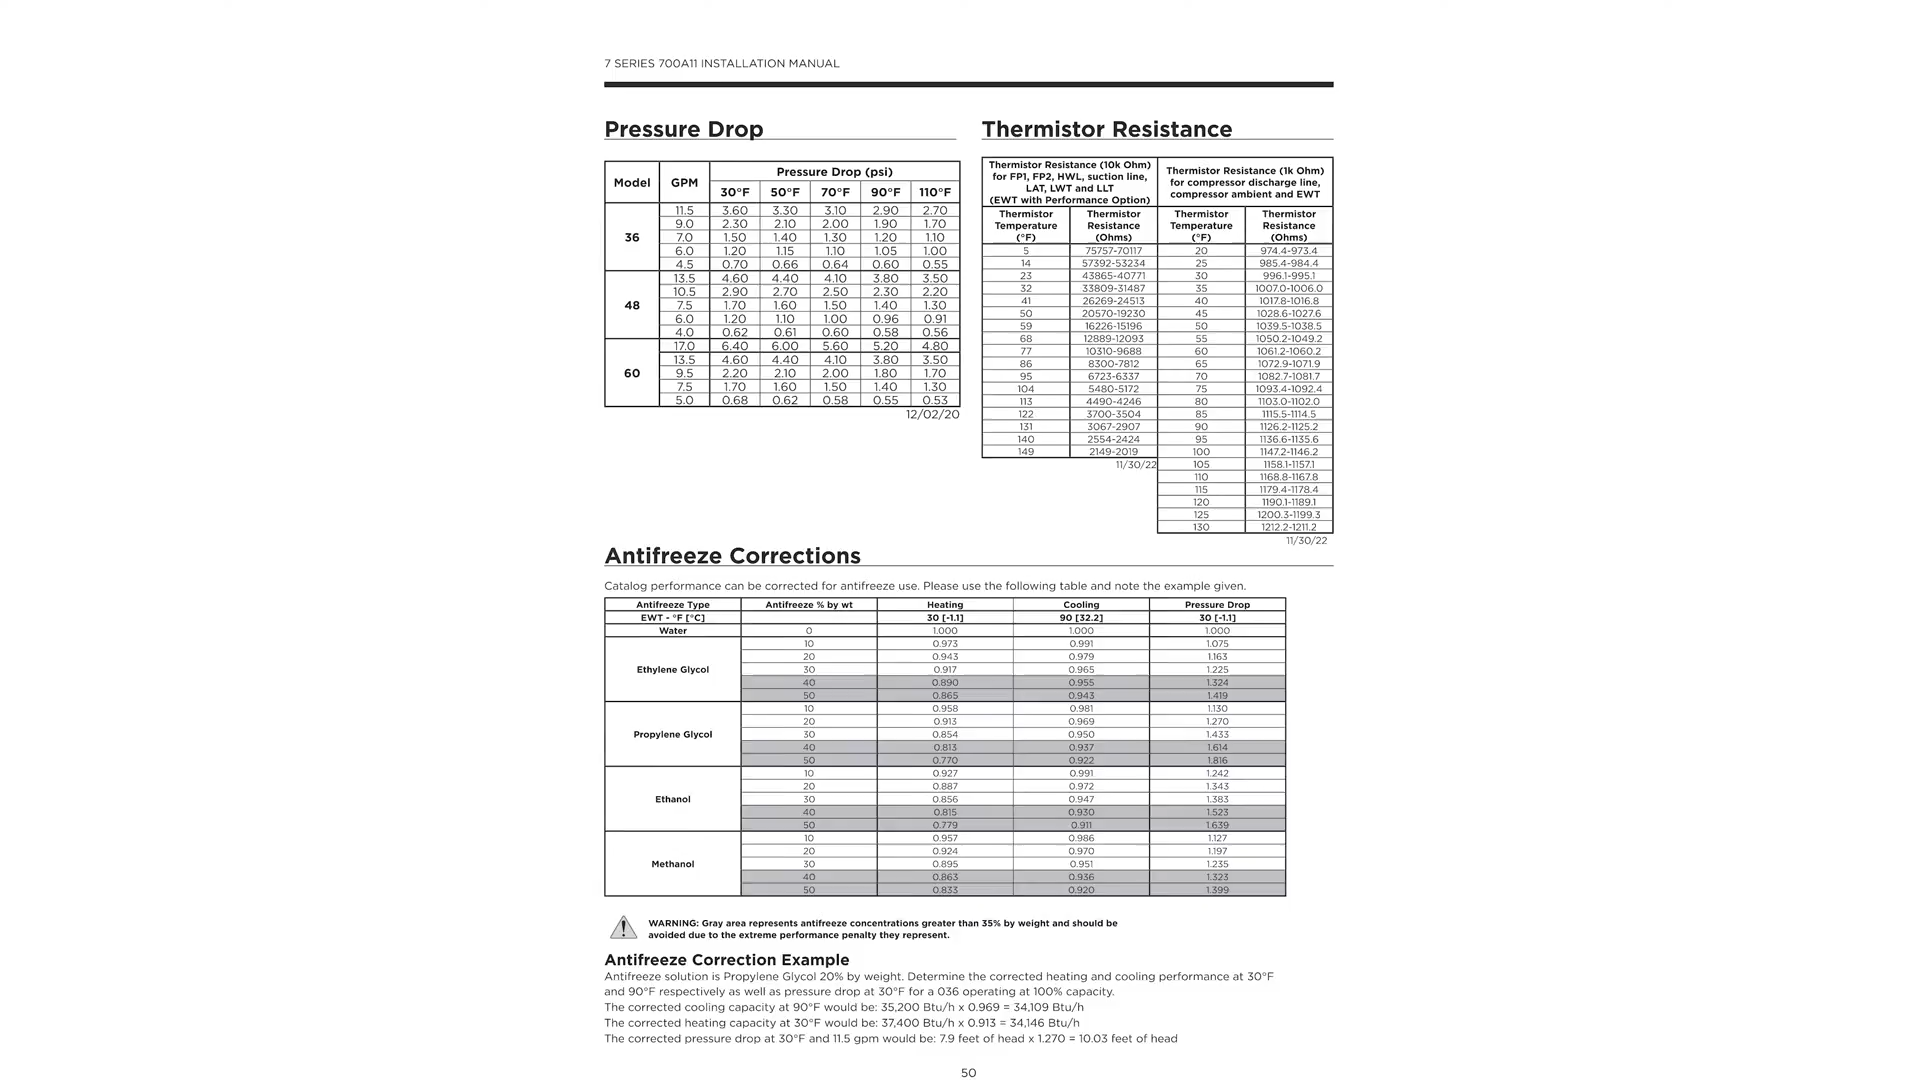 7 SERIES 700A11 INSTALLATION MANUAL
Pressure Drop
Model GPM Pressure Drop (psi)
30°F 50°F 70°F 90°F 110°F
36
11.5 3.60 3.30 3.10 2.90 2.70
9.0 2.30 2.10 2.00 1.90 1.70
7.0 1.50 1.40 1.30 1.20 1.10
6.0 1.20 1.15 1.10 1.05 1.00
4.5 0.70 0.66 0.64 0.60 0.55
48
13.5 4.60 4.40 4.10 3.80 3.50
10.5 2.90 2.70 2.50 2.30 2.20
7.5 1.70 1.60 1.50 1.40 1.30
6.0 1.20 1.10 1.00 0.96 0.91
4.0 0.62 0.61 0.60 0.58 0.56
60
17.0 6.40 6.00 5.60 5.20 4.80
13.5 4.60 4.40 4.10 3.80 3.50
9.5 2.20 2.10 2.00 1.80 1.70
7.5 1.70 1.60 1.50 1.40 1.30
5.0 0.68 0.62 0.58 0.55 0.53
12/02/20
Thermistor Resistance
Thermistor Resistance (10k Ohm)
for FP1, FP2, HWL, suction line,
LAT, LWT and LLT
(EWT with Performance Option)
Thermistor Temperature (°F) Thermistor Resistance (Ohms)
5 75757-70117
14 57392-53234
23 43865-40771
32 33809-31487
41 26269-24513
50 20570-19230
59 16226-15196
68 12889-12093
77 10310-9688
86 8300-7812
95 6723-6337
104 5480-5172
113 4490-4246
122 3700-3504
131 3067-2907
140 2554-2424
149 2149-2019
11/30/22
Thermistor Resistance (1k Ohm)
for compressor discharge line,
compressor ambient and EWT
Thermistor Temperature (°F) Thermistor Resistance (Ohms)
20 974.4-973.4
25 985.4-984.4
30 996.1-995.1
35 1007.0-1006.0
40 1017.8-1016.8
45 1028.6-1027.6
50 1039.5-1038.5
55 1050.2-1049.2
60 1061.2-1060.2
65 1072.9-1071.9
70 1082.7-1081.7
75 1093.4-1092.4
80 1103.0-1102.0
85 1115.5-1114.5
90 1126.2-1125.2
95 1136.6-1135.6
100 1147.2-1146.2
105 1158.1-1157.1
110 1168.8-1167.8
115 1179.4-1178.4
120 1190.1-1189.1
125 1200.3-1199.3
130 1212.2-1211.2
11/30/22
Antifreeze Corrections
Catalog performance can be corrected for antifreeze use. Please use the following table and note the example given.
Antifreeze Type Antifreeze % by wt Heating Cooling Pressure Drop
EWT - °F [°C] 30 [-1.1] 90 [32.2] 30 [-1.1]
Water 0 1.000 1.000 1.000
Ethylene Glycol
10 0.973 0.991 1.075
20 0.943 0.979 1.163
30 0.917 0.965 1.225
40 0.890 0.955 1.324
50 0.865 0.943 1.419
Propylene Glycol
10 0.958 0.981 1.130
20 0.913 0.969 1.270
30 0.854 0.950 1.433
40 0.813 0.937 1.614
50 0.770 0.922 1.816
Ethanol
10 0.927 0.991 1.242
20 0.887 0.972 1.343
30 0.856 0.947 1.383
40 0.815 0.930 1.523
50 0.779 0.911 1.639
Methanol
10 0.957 0.986 1.127
20 0.924 0.970 1.197
30 0.895 0.951 1.235
40 0.863 0.936 1.323
50 0.833 0.920 1.399
WARNING: Gray area represents antifreeze concentrations greater than 35% by weight and should be
avoided due to the extreme performance penalty they represent.
Antifreeze Correction Example
Antifreeze solution is Propylene Glycol 20% by weight. Determine the corrected heating and cooling performance at 30°F
and 90°F respectively as well as pressure drop at 30°F for a 036 operating at 100% capacity.
The corrected cooling capacity at 90°F would be: 35,200 Btu/h x 0.969 = 34,109 Btu/h
The corrected heating capacity at 30°F would be: 37,400 Btu/h x 0.913 = 34,146 Btu/h
The corrected pressure drop at 30°F and 11.5 gpm would be: 7.9 feet of head x 1.270 = 10.03 feet of head
50